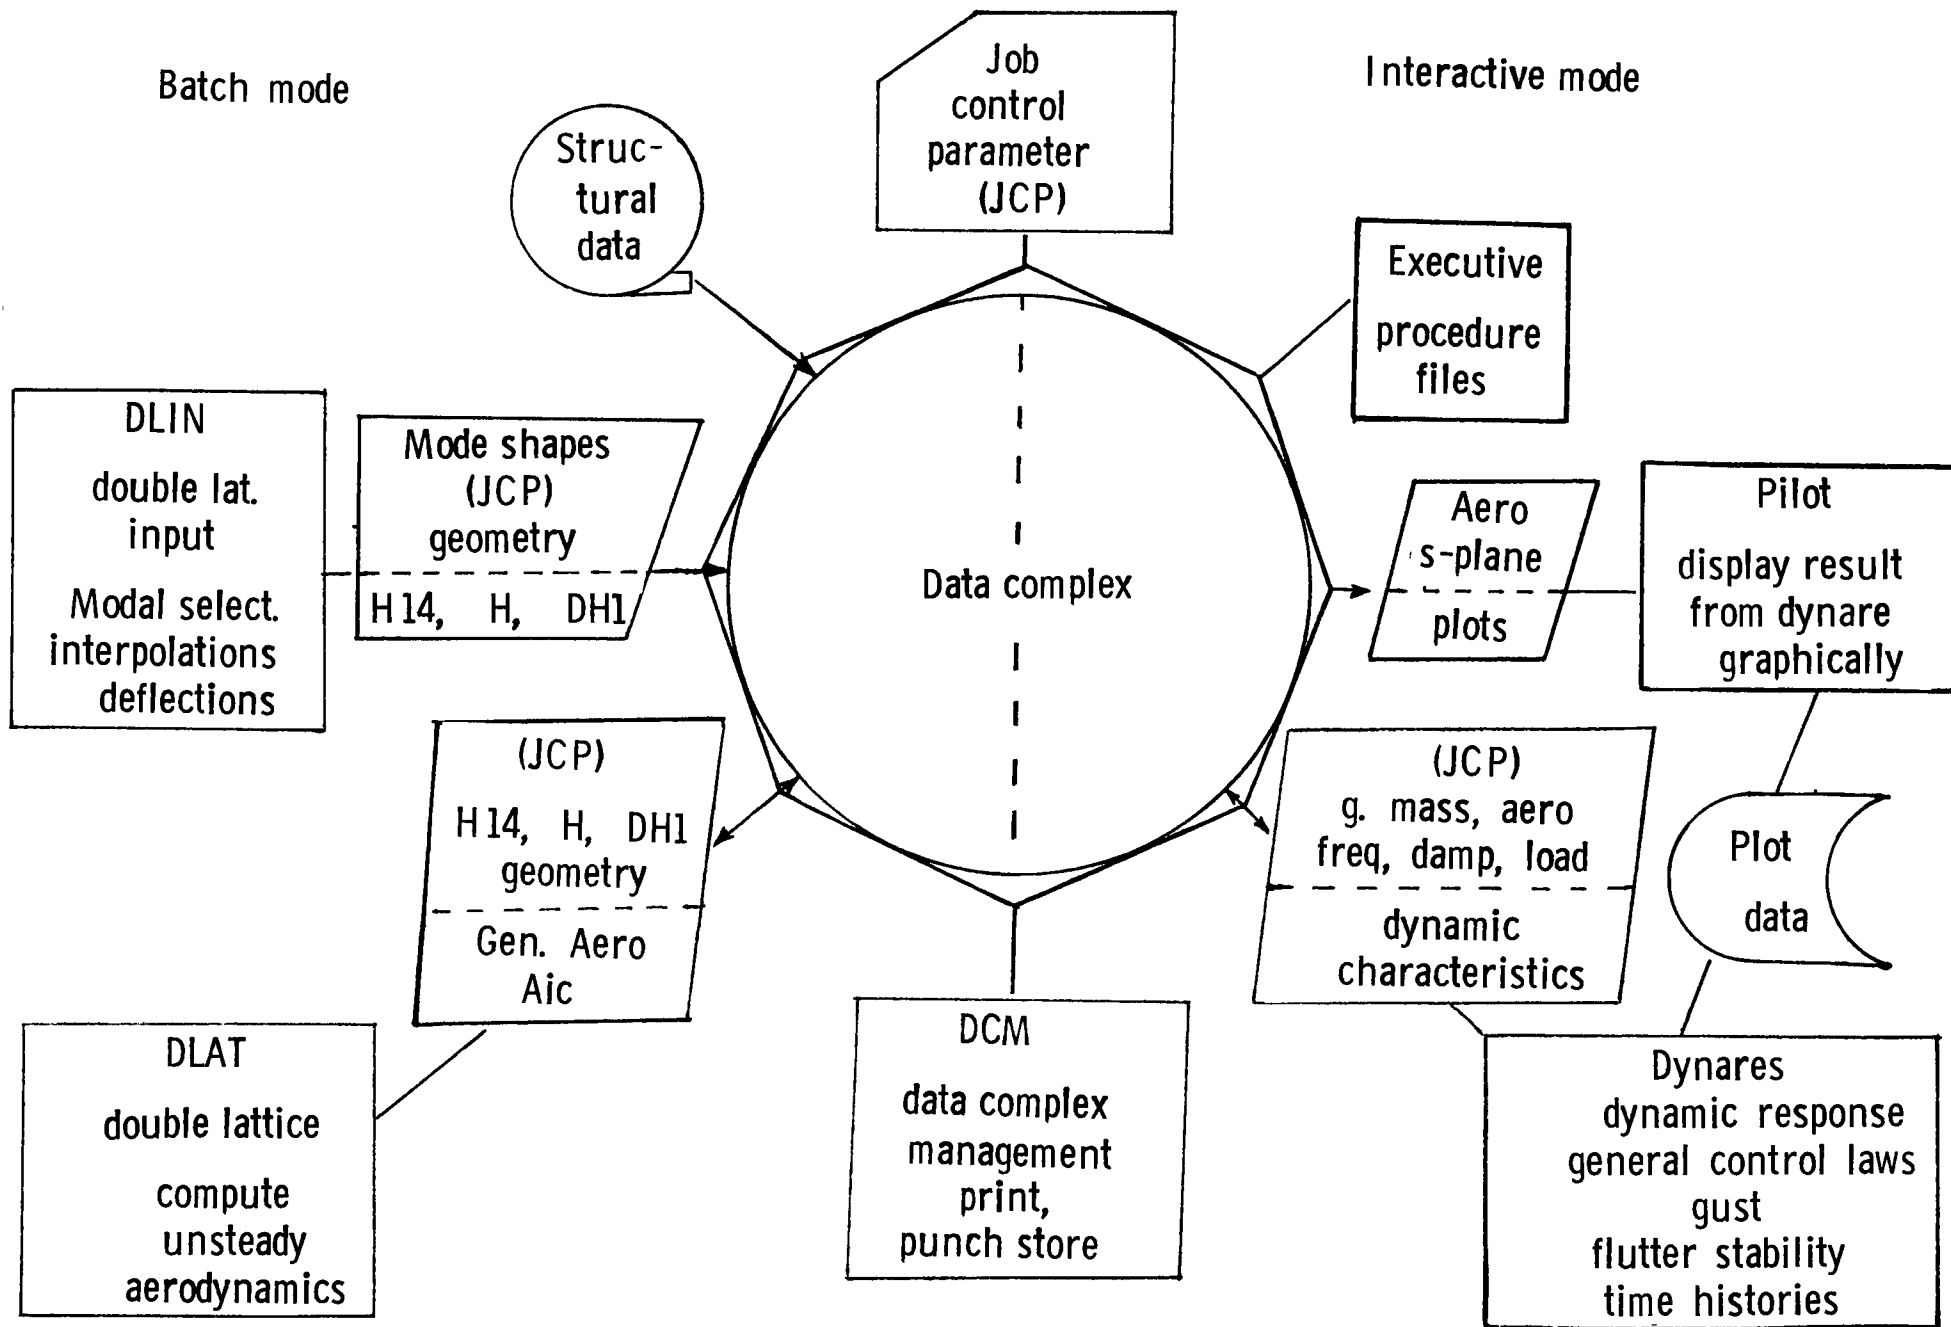 Batch mode
Interactive mode
Job
control
parameter
(JCP)
Struc-
tural
data
Executive
procedure
files
DLIN
double lat.
input
Modal select.
interpolations
deflections
Mode shapes
(JCP)
geometry
H14, H, DH1
Data complex
Aero
s-plane
plots
Pilot
display result
from dynare
graphically
(JCP)
H14, H, DH1
geometry
Gen. Aero
Aic
(JCP)
g. mass, aero
freq, damp, load
dynamic
characteristics
Plot
data
DLAT
double lattice
compute
unsteady
aerodynamics
DCM
data complex
management
print,
punch store
Dynares
dynamic response
general control laws
gust
flutter stability
time histories